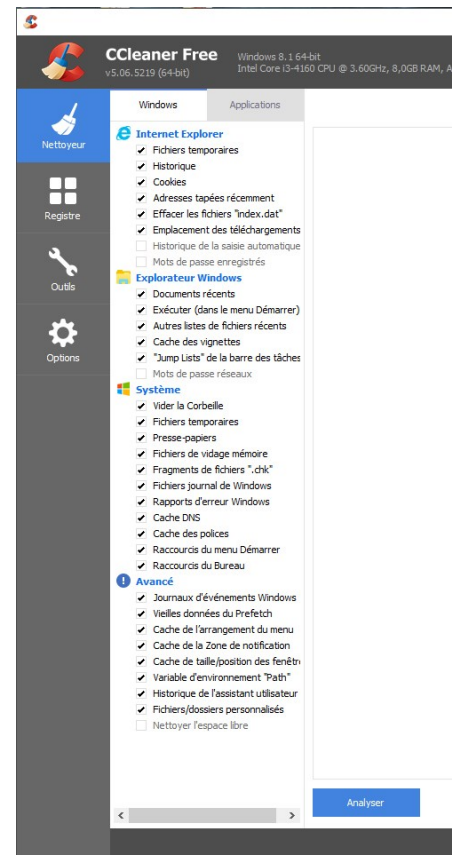 CCleaner Free
Windows 8.1 64-bit
v5.06.5219 (64-bit)
Intel Core i3-4160 CPU @ 3.60GHz, 8,0GB RAM, A
Nettoyeur
Registre
Outils
Options
Windows
Applications
Internet Explorer
Fichiers temporaires
Historique
Cookies
Adresses tapées récemment
Effacer les fichiers "index.dat"
Emplacement des téléchargements
Historique de la saisie automatique
Mots de passe enregistrés
Explorateur Windows
Documents récents
Exécuter (dans le menu Démarrer)
Autres listes de fichiers récents
Cache des vignettes
"Jump Lists" de la barre des tâches
Mots de passe réseaux
Système
Vider la Corbeille
Fichiers temporaires
Presse-papiers
Fichiers de vidage mémoire
Fragments de fichiers ".chk"
Fichiers journal de Windows
Rapports d'erreur Windows
Cache DNS
Cache des polices
Raccourcis du menu Démarrer
Raccourcis du Bureau
Avancé
Journaux d'événements Windows
Vieilles données du Prefetch
Cache de l'arrangement du menu
Cache de la Zone de notification
Cache de taille/position des fenêtr
Variable d'environnement "Path"
Historique de l'assistant utilisateur
Fichiers/dossiers personnalisés
Nettoyer l'espace libre
Analyser